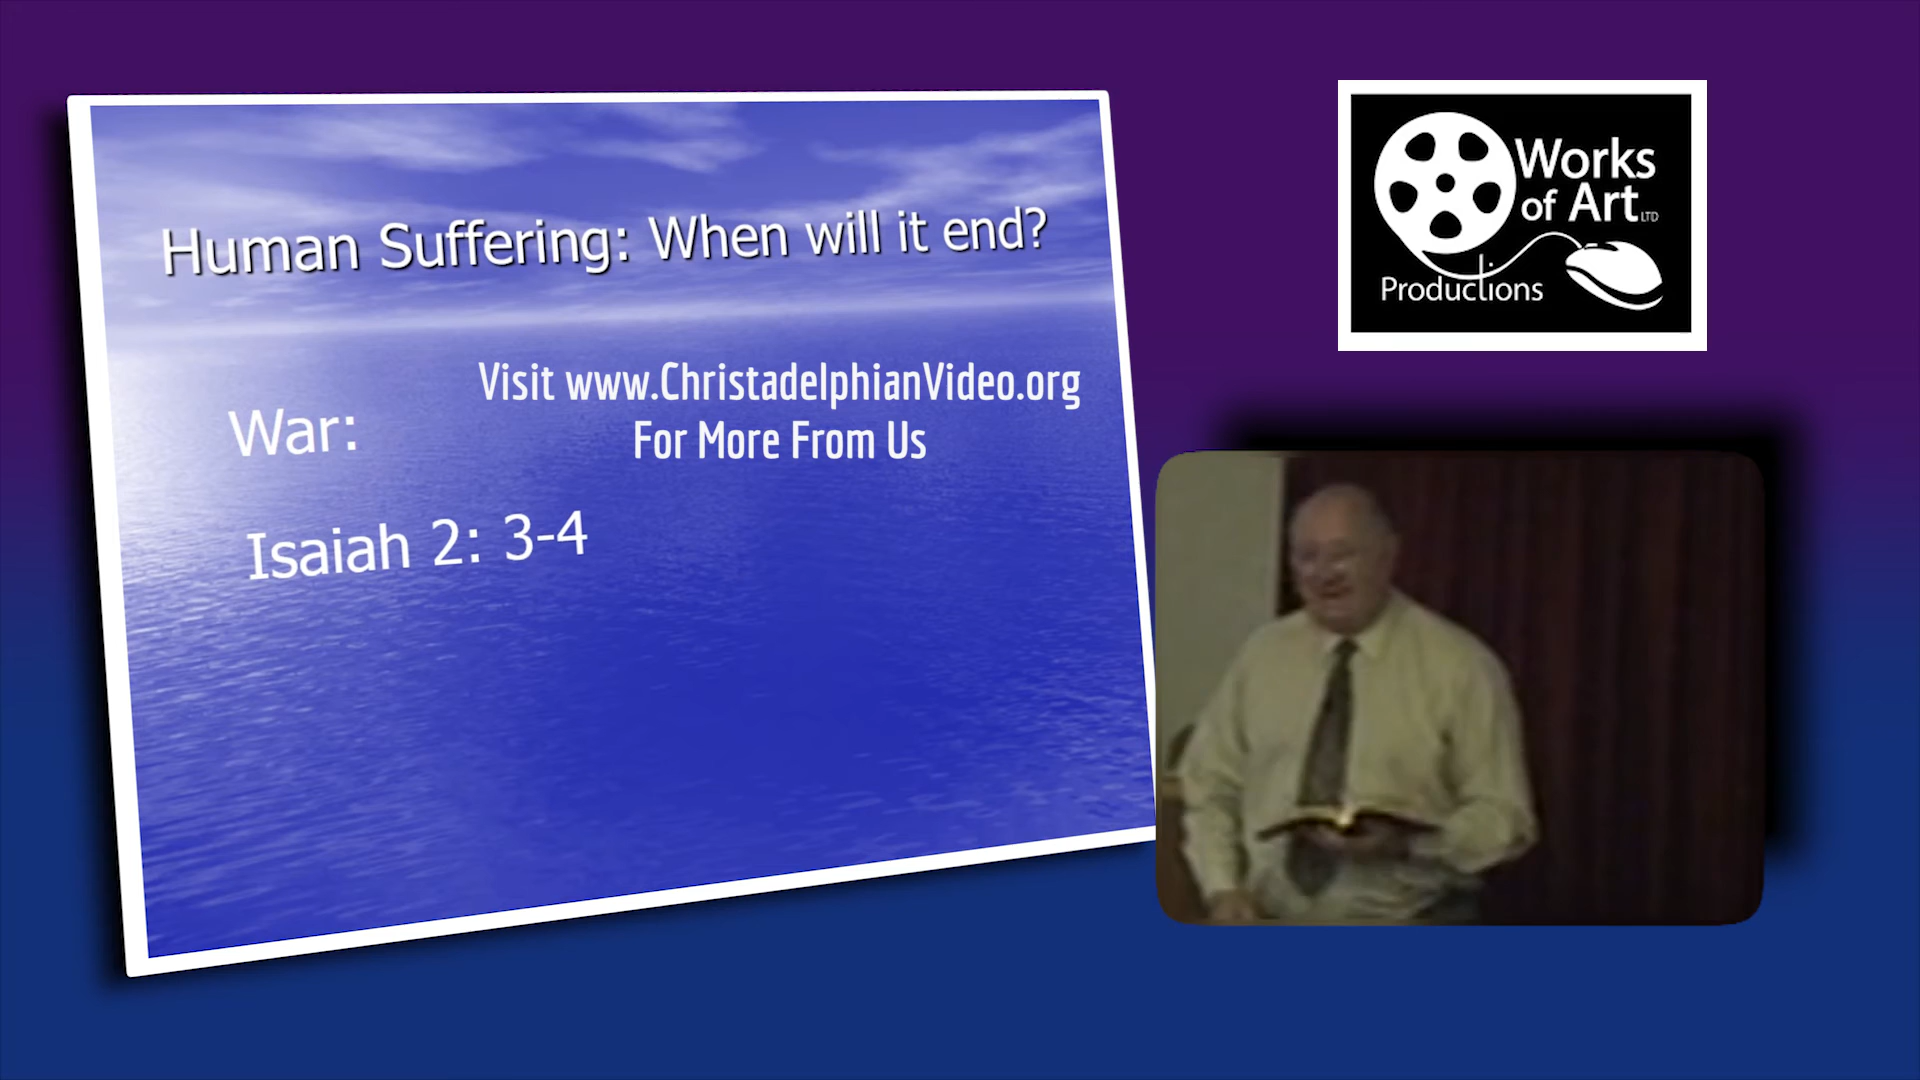 Human Suffering: When will it end?
Visit www.ChristadelphianVideo.org
For More From Us
War:
Isaiah 2: 3-4
Works
of Art LTD
Productions